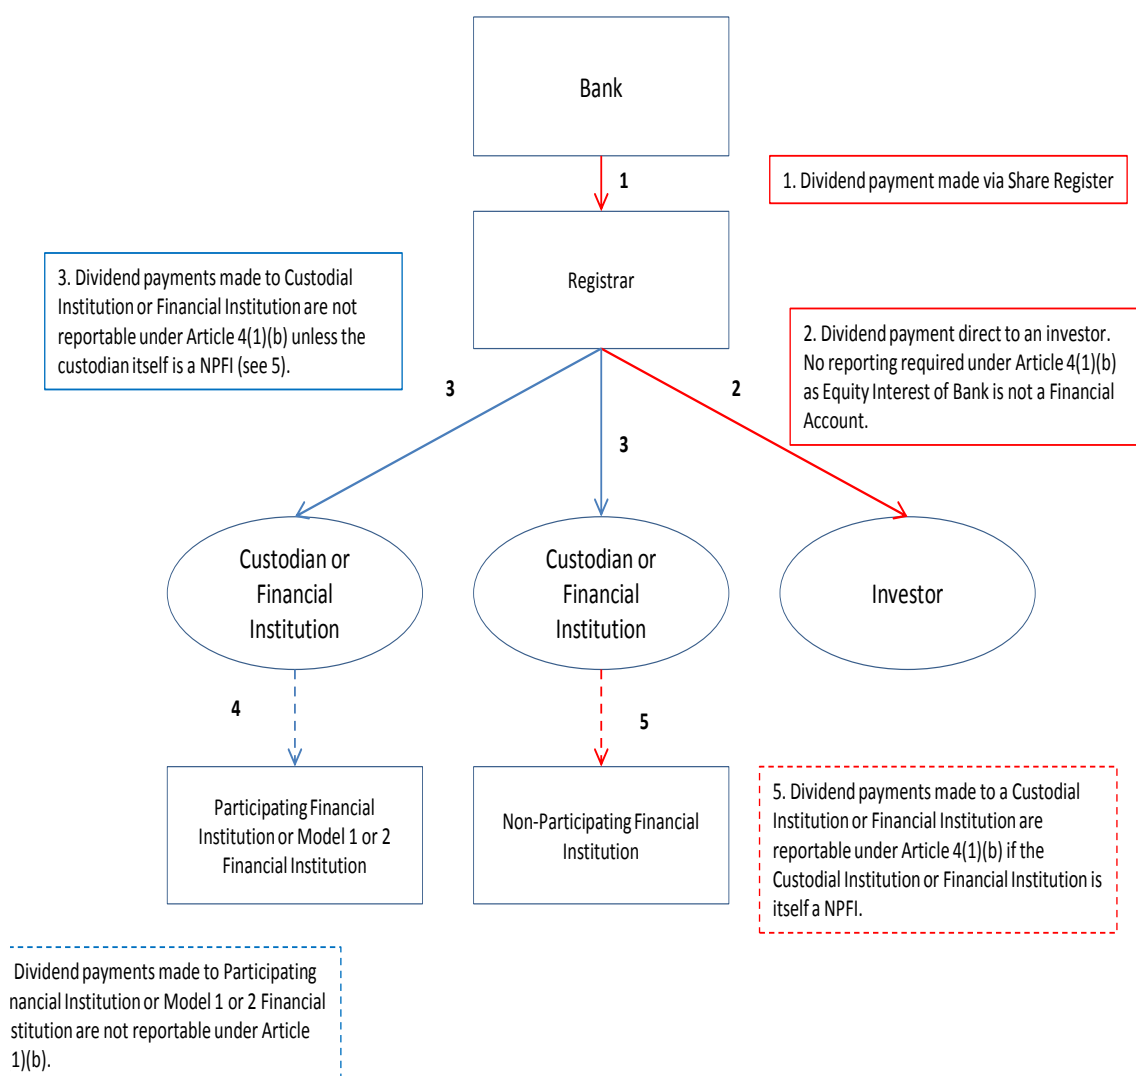 Bank
1
1. Dividend payment made via Share Register
Registrar
3. Dividend payments made to Custodial
Institution or Financial Institution are not
reportable under Article 4(1)(b) unless the
custodian itself is a NPFI (see 5).
2. Dividend payment direct to an investor.
No reporting required under Article 4(1)(b)
as Equity Interest of Bank is not a Financial
Account.
3
3
2
Custodian or
Financial
Institution
Custodian or
Financial
Institution
Investor
4
5
Participating Financial
Institution or Model 1 or 2
Financial Institution
Non-Participating Financial
Institution
5. Dividend payments made to a Custodial
Institution or Financial Institution are
reportable under Article 4(1)(b) if the
Custodial Institution or Financial Institution is
itself a NPFI.
Dividend payments made to Participating
nancial Institution or Model 1 or 2 Financial
stitution are not reportable under Article
1)(b).